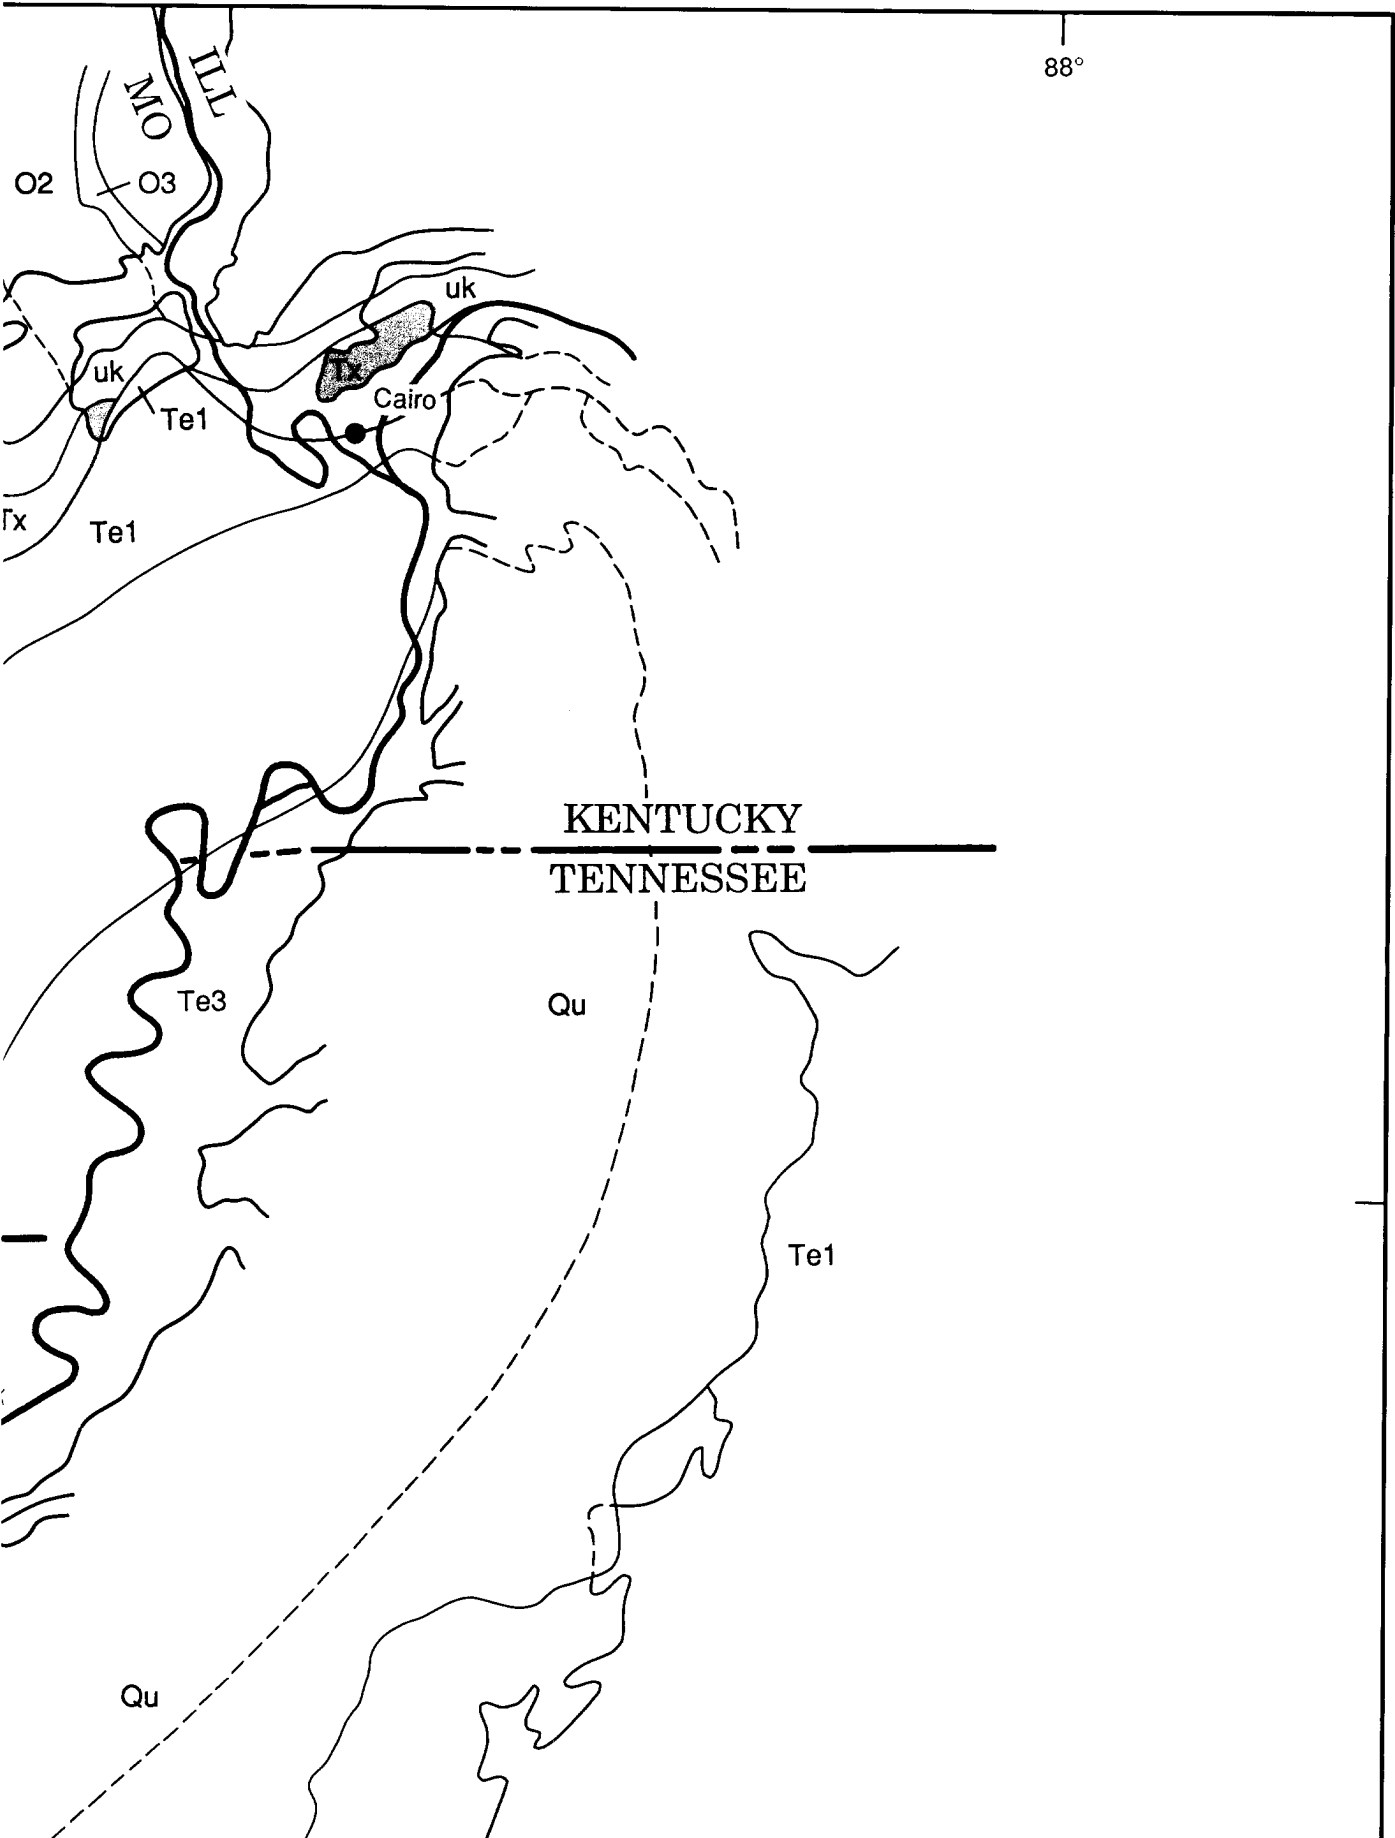 88°
ILL
MO
O2
O3
uk
Tx
uk
Cairo
Te1
Tx
Te1
KENTUCKY
TENNESSEE
Te3
Qu
Te1
Qu